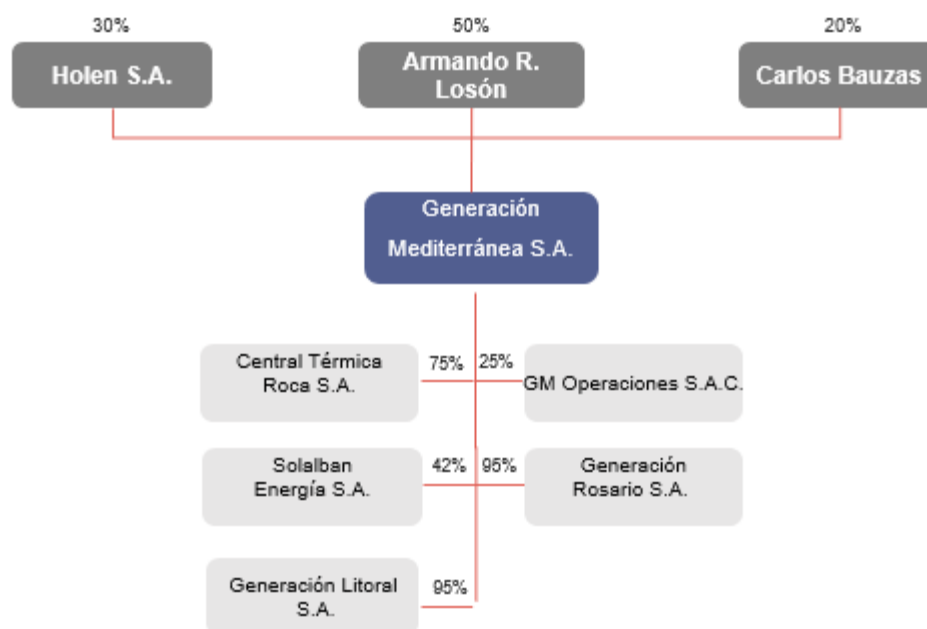 30%
50%
20%
Holen S.A.
Armando R.
Losón
Carlos Bauzas
Generación
Mediterránea S.A.
Central Térmica
Roca S.A.
75%
25%
GM Operaciones S.A.C.
Solalban
Energía S.A.
42%
95%
Generación
Rosario S.A.
Generación Litoral
S.A.
95%